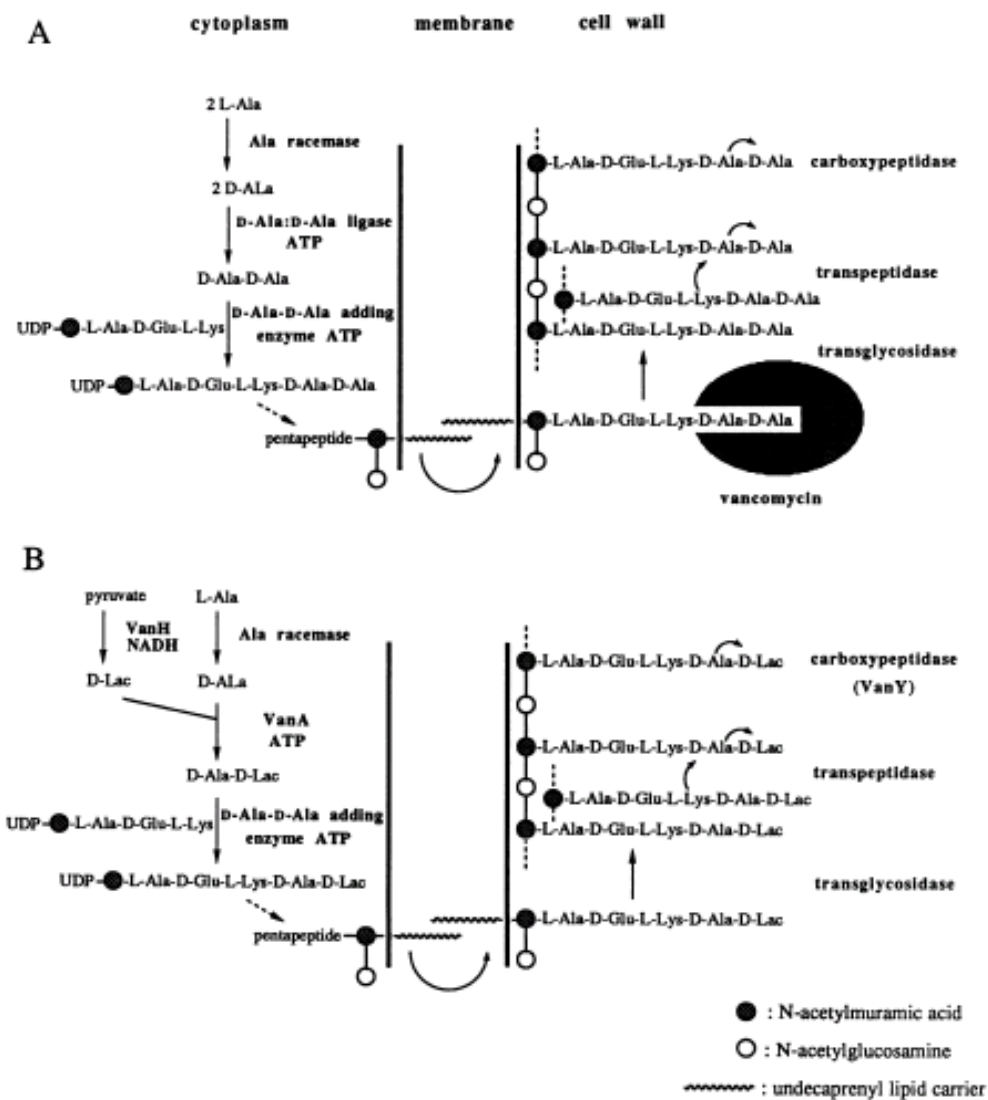 A
cytoplasm membrane cell wall
2 L-Ala
Ala racemase
2 D-ALa
D-Ala:D-Ala ligase
ATP
D-Ala-D-Ala
UDP-L-Ala-D-Glu-L-Lys
D-Ala-D-Ala adding
enzyme ATP
UDP-L-Ala-D-Glu-L-Lys-D-Ala-D-Ala
pentapeptide
L-Ala-D-Glu-L-Lys-D-Ala-D-Ala carboxypeptidase
L-Ala-D-Glu-L-Lys-D-Ala-D-Ala
transpeptidase
L-Ala-D-Glu-L-Lys-D-Ala-D-Ala
L-Ala-D-Glu-L-Lys-D-Ala-D-Ala
transglycosidase
L-Ala-D-Glu-L-Lys-D-Ala-D-Ala
vancomycin
B
pyruvate L-Ala
VanH
NADH
Ala racemase
D-Lac D-ALa
VanA
ATP
D-Ala-D-Lac
UDP-L-Ala-D-Glu-L-Lys
D-Ala-D-Ala adding
enzyme ATP
UDP-L-Ala-D-Glu-L-Lys-D-Ala-D-Lac
pentapeptide
L-Ala-D-Glu-L-Lys-D-Ala-D-Lac carboxypeptidase
(VanY)
L-Ala-D-Glu-L-Lys-D-Ala-D-Lac
transpeptidase
L-Ala-D-Glu-L-Lys-D-Ala-D-Lac
L-Ala-D-Glu-L-Lys-D-Ala-D-Lac
transglycosidase
L-Ala-D-Glu-L-Lys-D-Ala-D-Lac
: N-acetylmuramic acid
: N-acetylglucosamine
: undecaprenyl lipid carrier